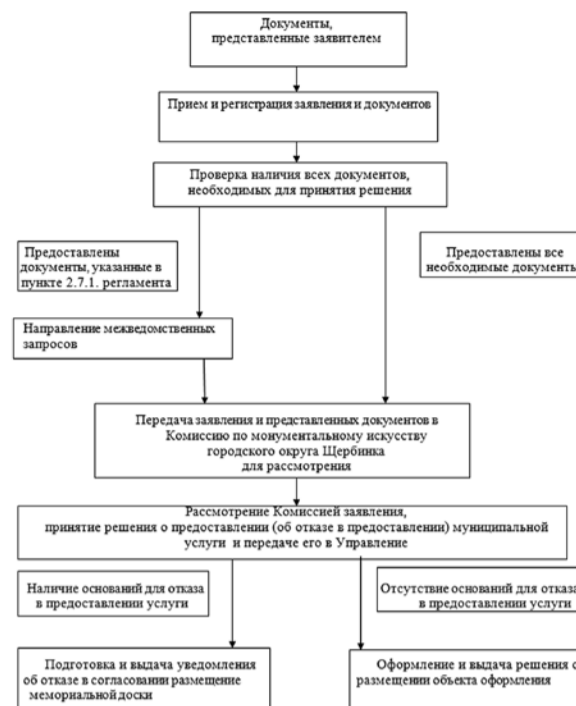 Документы,
представленные заявителем
Прием и регистрация заявления и документов
Проверка наличия всех документов,
необходимых для принятия решения
Предоставлены
документы, указанные в
пункте 2.7.1. регламента
Предоставлены все
необходимые документы
Направление межведомственных
запросов
Передача заявления и представленных документов в
Комиссию по монументальному искусству
городского округа Щербинка
для рассмотрения
Рассмотрение Комиссией заявления,
принятие решения о предоставлении (об отказе в предоставлении) муниципальной
услуги и передаче его в Управление
Наличие оснований для отказа
в предоставлении услуги
Отсутствие оснований для отказа
в предоставлении услуги
Подготовка и выдача уведомления
об отказе в согласовании размещение
мемориальной доски
Оформление и выдача решения о
размещении объекта оформления